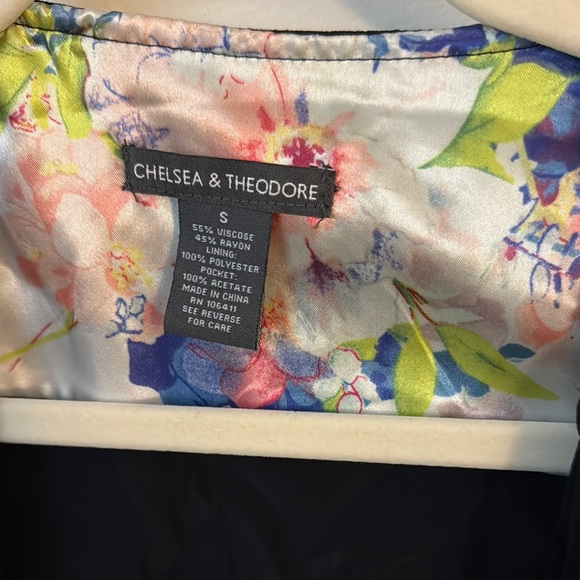 CHELSEA & THEODORE
S
55% VISCOSE
45% RAYON
LINING:
100% POLYESTER
POCKET:
100% ACETATE
MADE IN CHINA
RN 106411
SEE REVERSE
FOR CARE